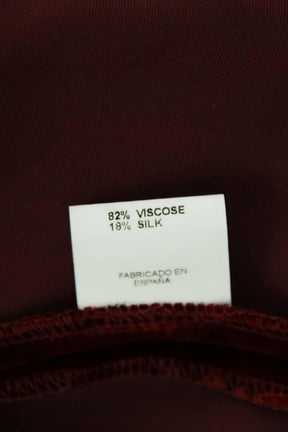 82% VISCOSE
18% SILK
FABRICADO EN
ESPAÑA